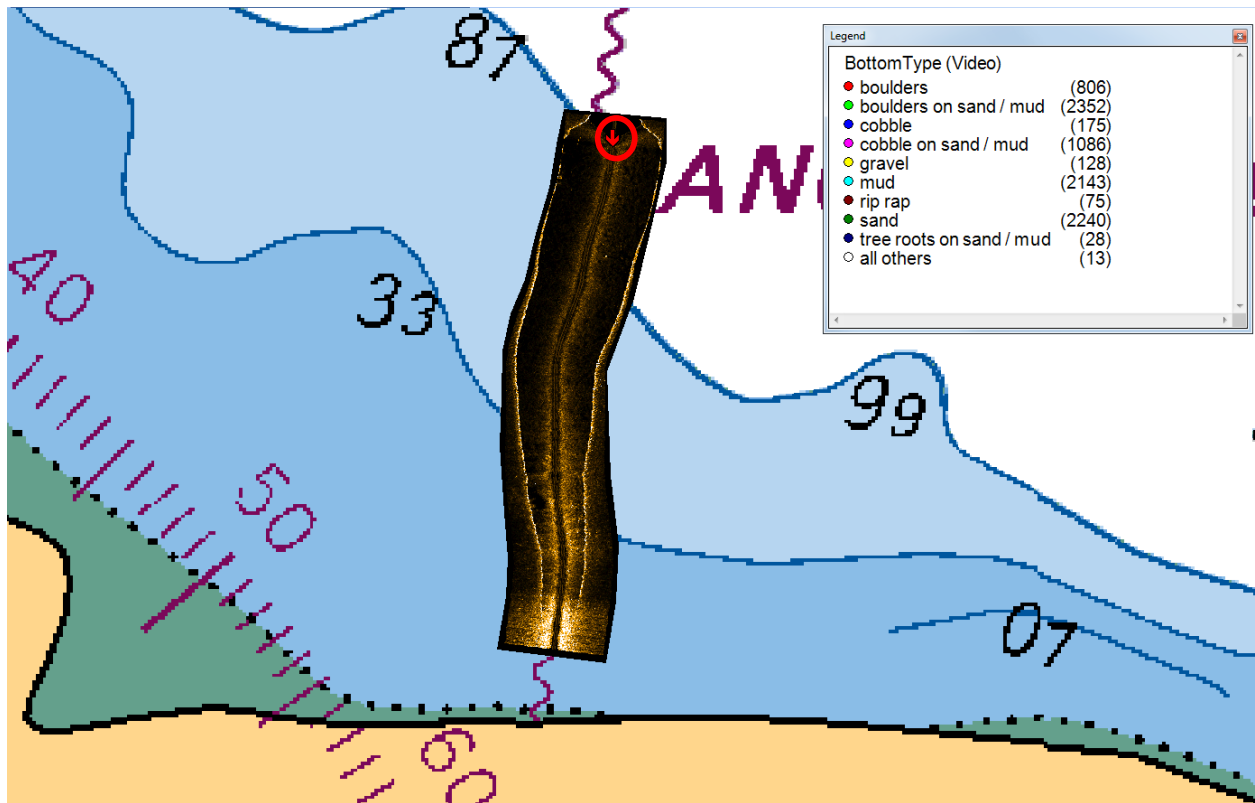 81
Legend
BottomType (Video)
boulders (806)
boulders on sand / mud (2352)
cobble (175)
cobble on sand / mud (1086)
gravel (128)
mud (2143)
rip rap (75)
sand (2240)
tree roots on sand / mud (28)
all others (13)
AN
40
33
99
50
07
60